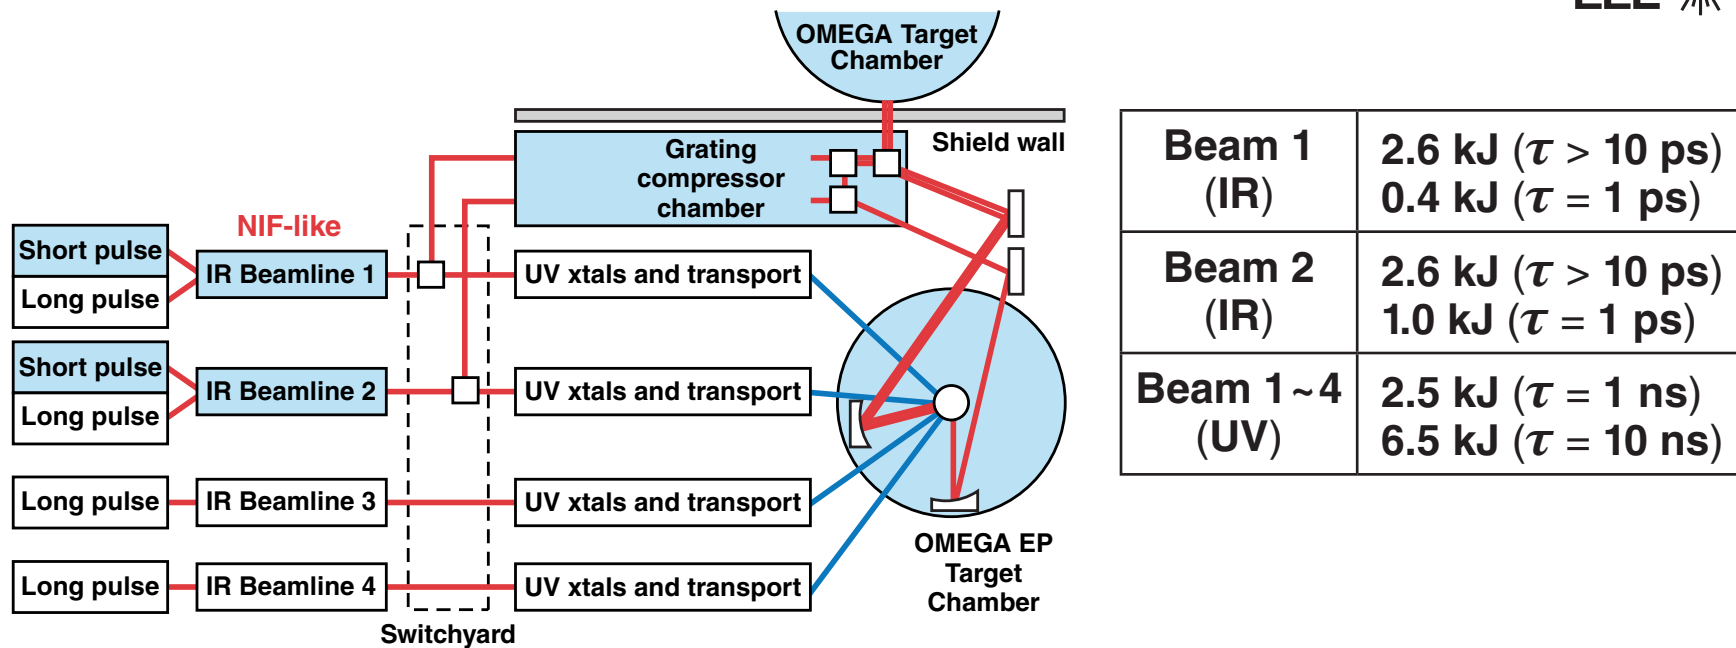 LLE
OMEGA Target
Chamber
Shield wall
Grating
compressor
chamber
NIF-like
Short pulse
Long pulse
IR Beamline 1
UV xtals and transport
Short pulse
Long pulse
IR Beamline 2
UV xtals and transport
Long pulse
IR Beamline 3
UV xtals and transport
Long pulse
IR Beamline 4
UV xtals and transport
Switchyard
OMEGA EP
Target
Chamber
Beam 1
(IR)
2.6 kJ (τ > 10 ps)
0.4 kJ (τ = 1 ps)
Beam 2
(IR)
2.6 kJ (τ > 10 ps)
1.0 kJ (τ = 1 ps)
Beam 1~4
(UV)
2.5 kJ (τ = 1 ns)
6.5 kJ (τ = 10 ns)